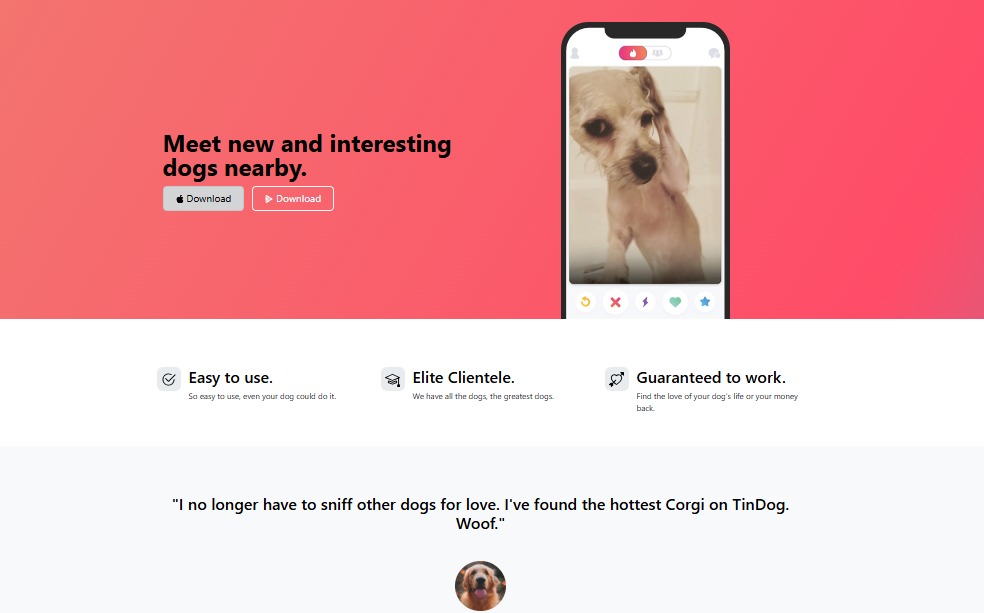 Meet new and interesting
dogs nearby.
Download
Download
Easy to use.
So easy to use, even your dog could do it.
Elite Clientele.
We have all the dogs, the greatest dogs.
Guaranteed to work.
Find the love of your dog's life or your money
back.
"I no longer have to sniff other dogs for love. I've found the hottest Corgi on TinDog.
Woof."